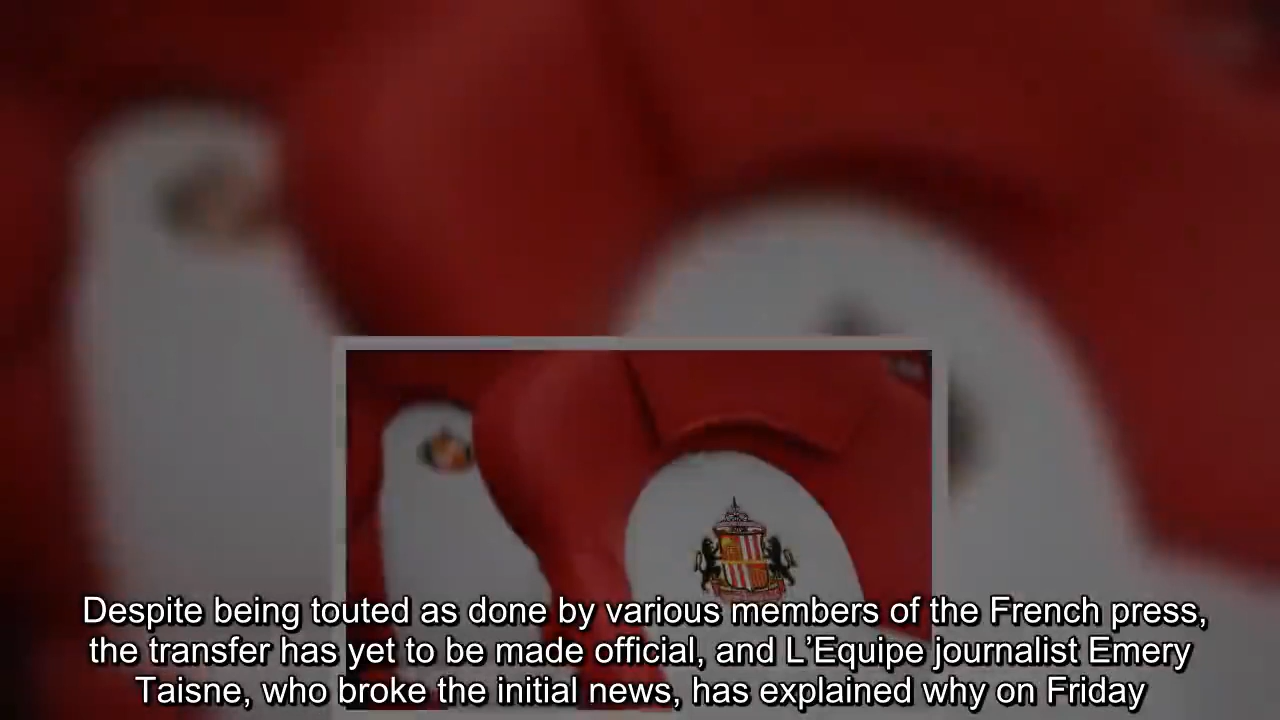 Despite being touted as done by various members of the French press,
the transfer has yet to be made official, and L’Equipe journalist Emery
Taisne, who broke the initial news, has explained why on Friday